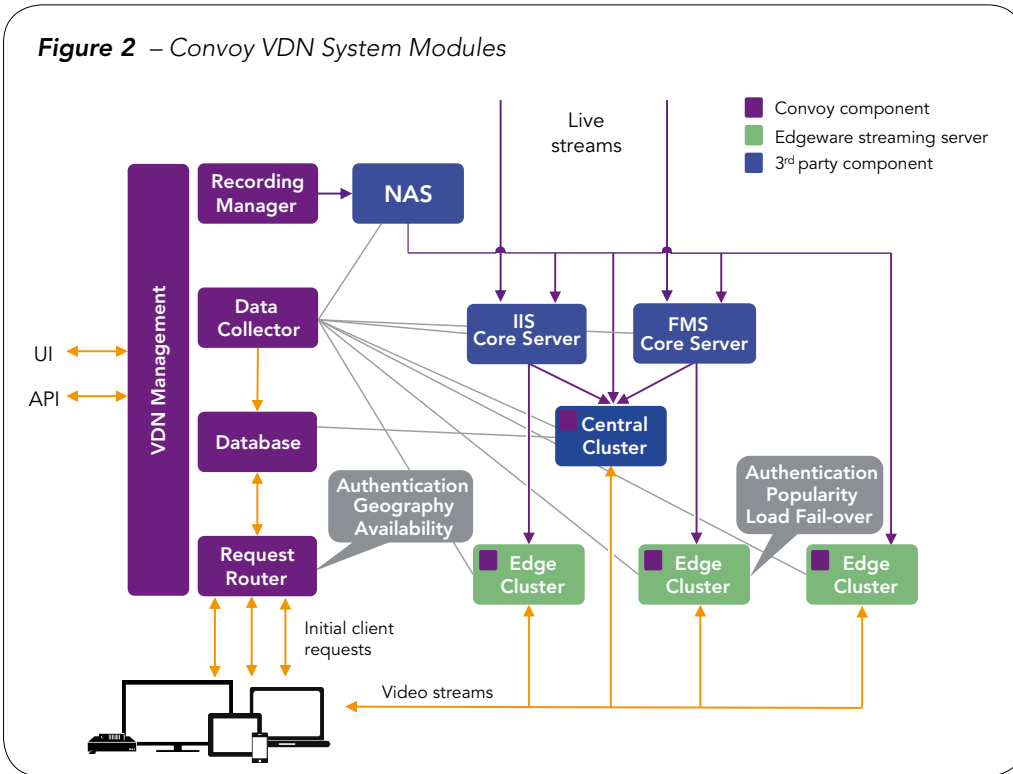 Figure 2 – Convoy VDN System Modules
Convoy component
Edgeware streaming server
3rd party component
Live
streams
Recording
Manager
NAS
VDN Management
Data
Collector
IIS
Core Server
FMS
Core Server
UI
API
Database
Central
Cluster
Authentication
Geography
Availability
Authentication
Popularity
Load Fail-over
Request
Router
Edge
Cluster
Edge
Cluster
Edge
Cluster
Initial client
requests
Video streams